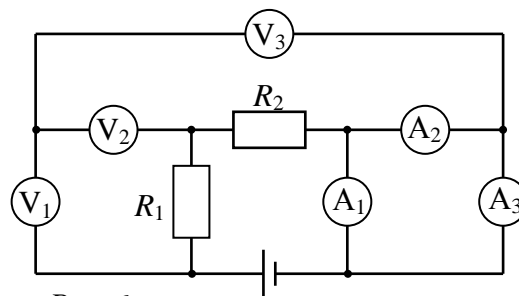 V₃
R₂
V₂
A₂
V₁
R₁
A₁
A₃